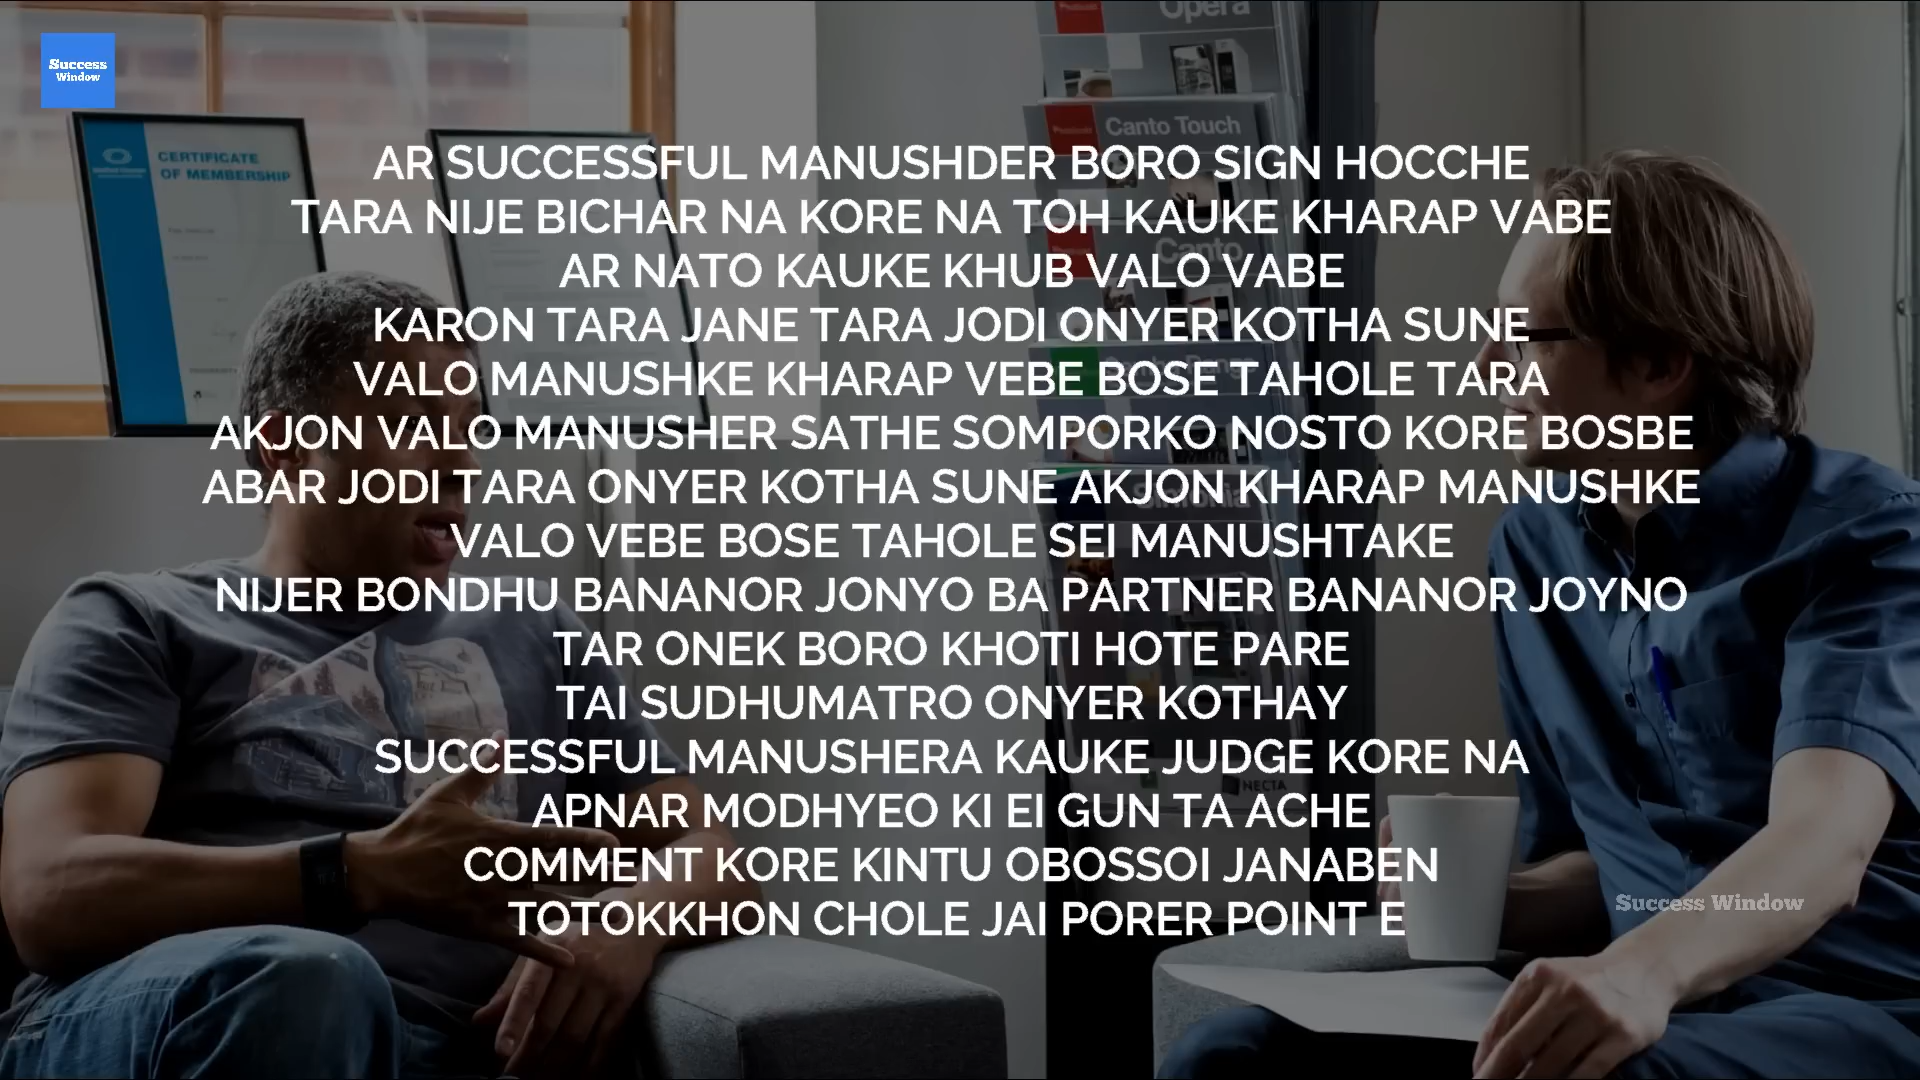 Success
Window
CERTIFICATE
OF MEMBERSHIP
Opera
Canto Touch
Canto
Sinfonia
NECTA
AR SUCCESSFUL MANUSHDER BORO SIGN HOCCHE
TARA NIJE BICHAR NA KORE NA TOH KAUKE KHARAP VABE
AR NATO KAUKE KHUB VALO VABE
KARON TARA JANE TARA JODI ONYER KOTHA SUNE
VALO MANUSHKE KHARAP VEBE BOSE TAHOLE TARA
AKJON VALO MANUSHER SATHE SOMPORKO NOSTO KORE BOSBE
ABAR JODI TARA ONYER KOTHA SUNE AKJON KHARAP MANUSHKE
VALO VEBE BOSE TAHOLE SEI MANUSHTAKE
NIJER BONDHU BANANOR JONYO BA PARTNER BANANOR JOYNO
TAR ONEK BORO KHOTI HOTE PARE
TAI SUDHUMATRO ONYER KOTHAY
SUCCESSFUL MANUSHERA KAUKE JUDGE KORE NA
APNAR MODHYEO KI EI GUN TA ACHE
COMMENT KORE KINTU OBOSSOI JANABEN
TOTOKKHON CHOLE JAI PORER POINT E
Success Window